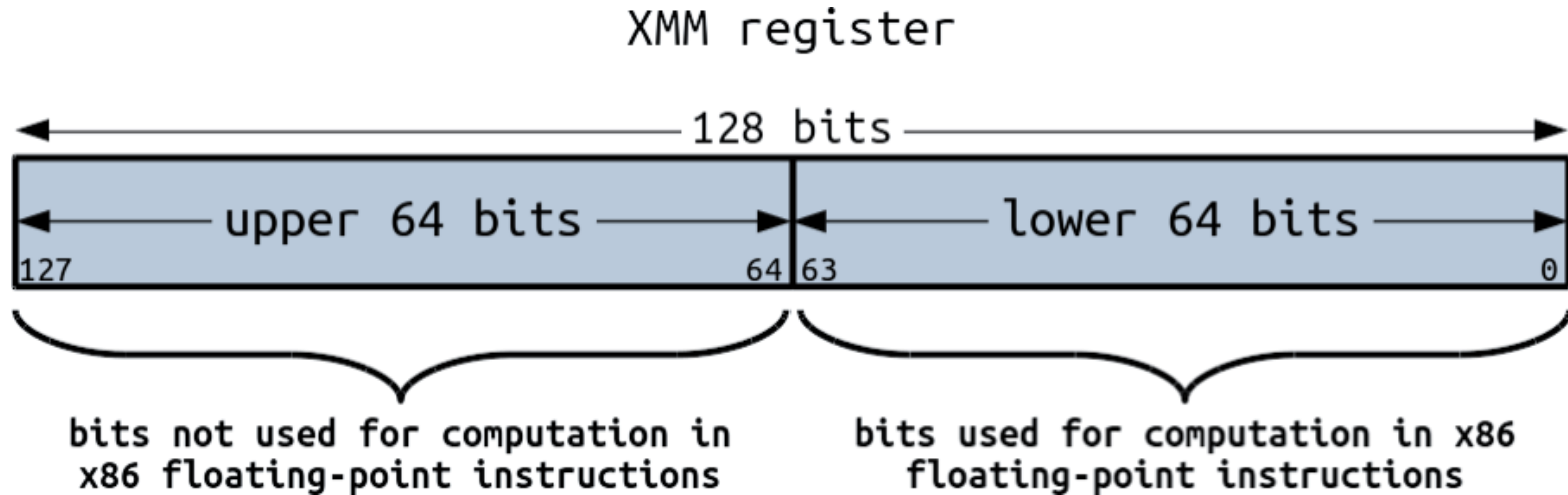 XMM register
128 bits
upper 64 bits
lower 64 bits
127
64
63
0
bits not used for computation in
x86 floating-point instructions
bits used for computation in x86
floating-point instructions